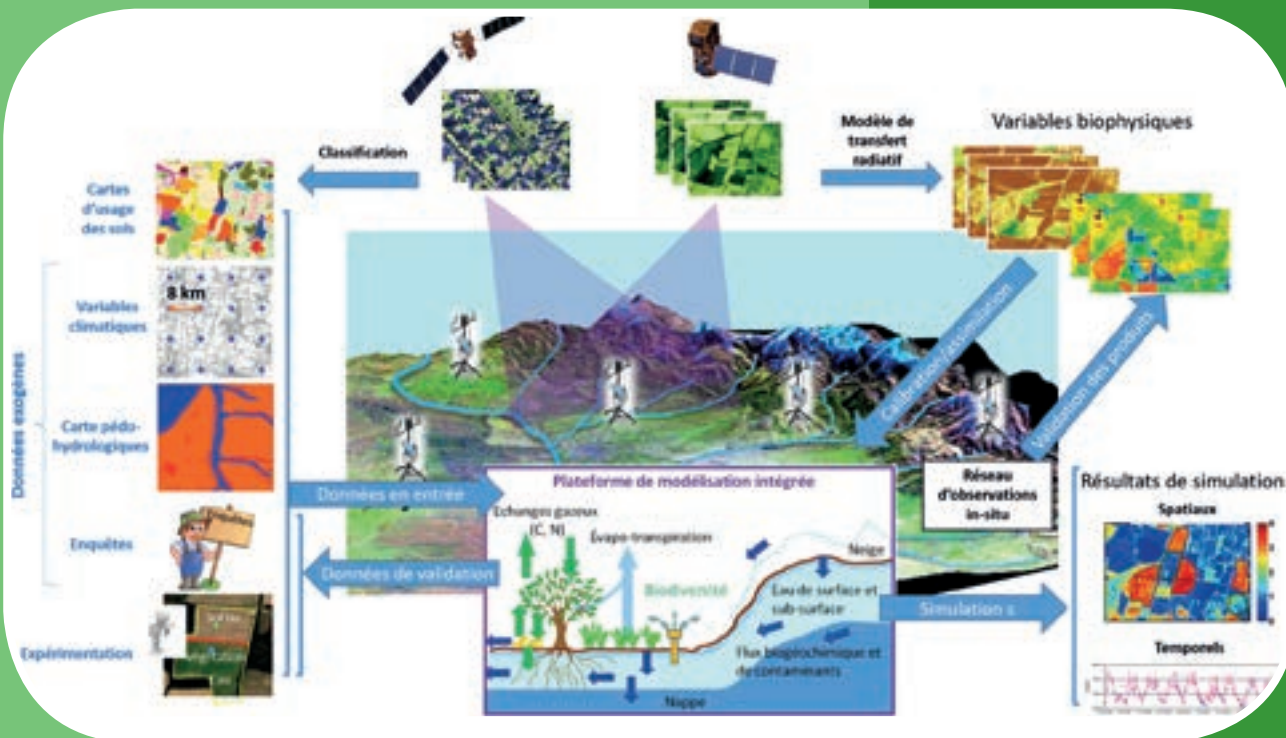 Classification
Modèle de
transfert
radiatif
Variables biophysiques
Cartes
d'usage
des sols
Variables
climatiques
8 km
Carte pédo-
hydrologiques
Données exogènes
Enquêtes
Expérimentation
Calibration/assimilation
Validation des produits
Réseau
d'observations
in-situ
Données en entrée
Données de validation
Plateforme de modélisation intégrée
Echanges gazeux
(C, N)
Évapo-transpiration
Biodiversité
Neige
Eau de surface et
sub-surface
Flux biogéochimique et
de contaminants
Nappe
Simulation s
Résultats de simulation
Spatiaux
Temporels